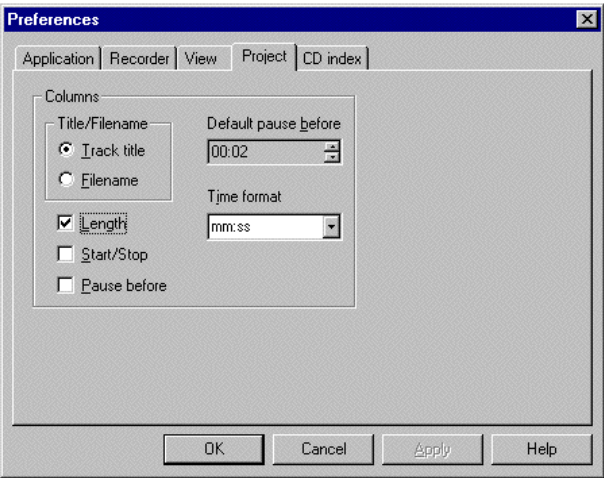 Preferences
Application Recorder View Project CD index
Columns
Title/Filename
Track title
Filename
Default pause before
00:02
Time format
mm:ss
Length
Start/Stop
Pause before
OK Cancel Apply Help